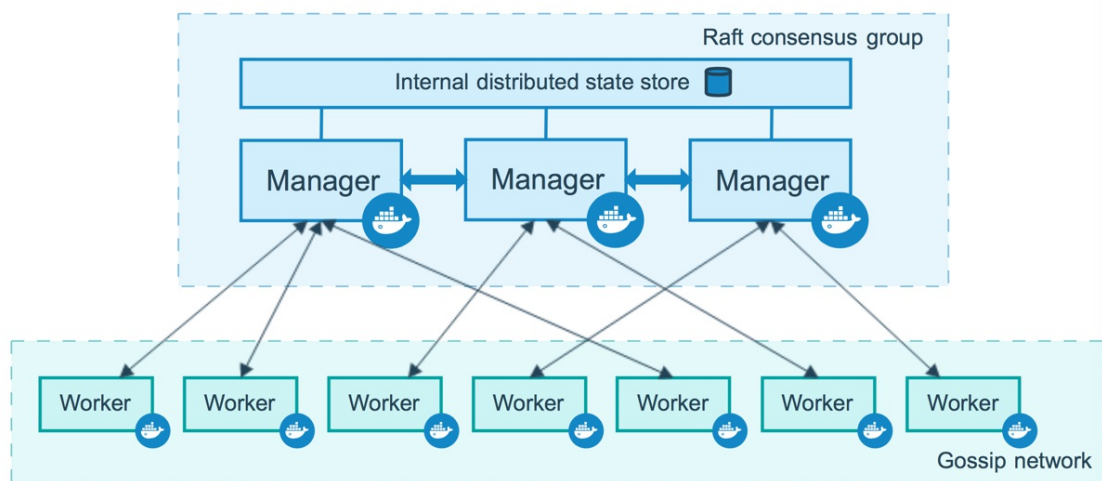 Raft consensus group
Internal distributed state store
Manager
Manager
Manager
Worker
Worker
Worker
Worker
Worker
Worker
Worker
Gossip network